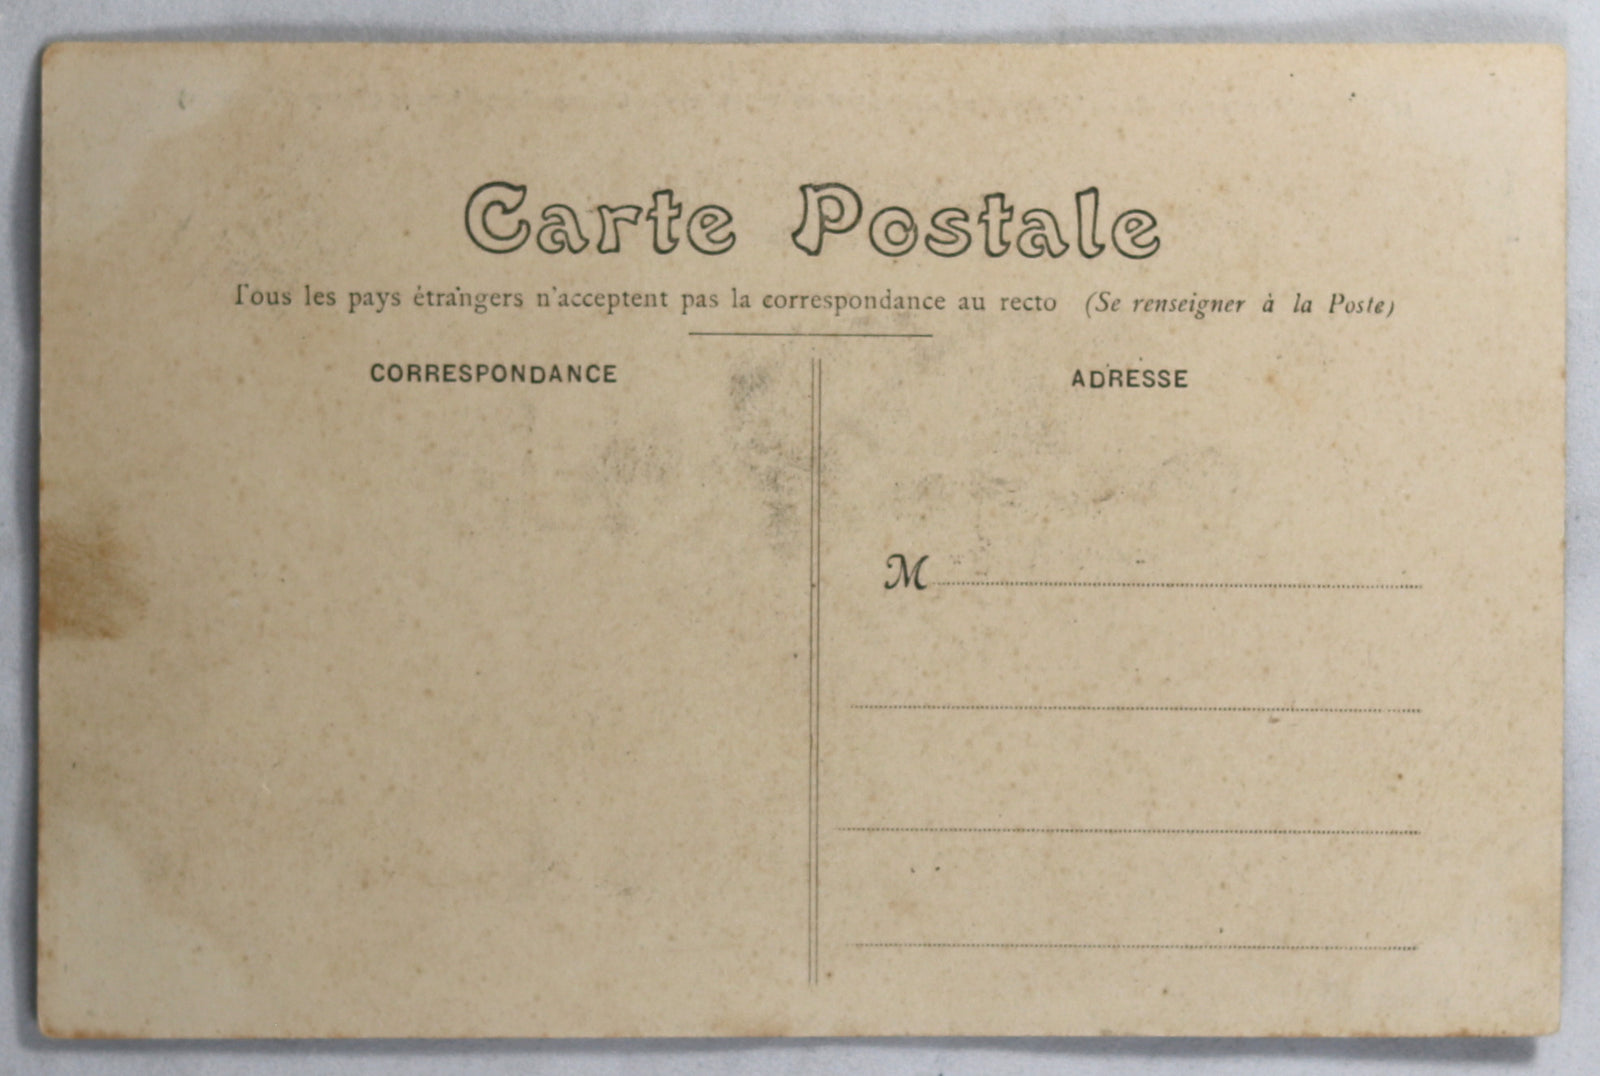 Carte Postale
Tous les pays étrangers n'acceptent pas la correspondance au recto (Se renseigner à la Poste)
CORRESPONDANCE
ADRESSE
M